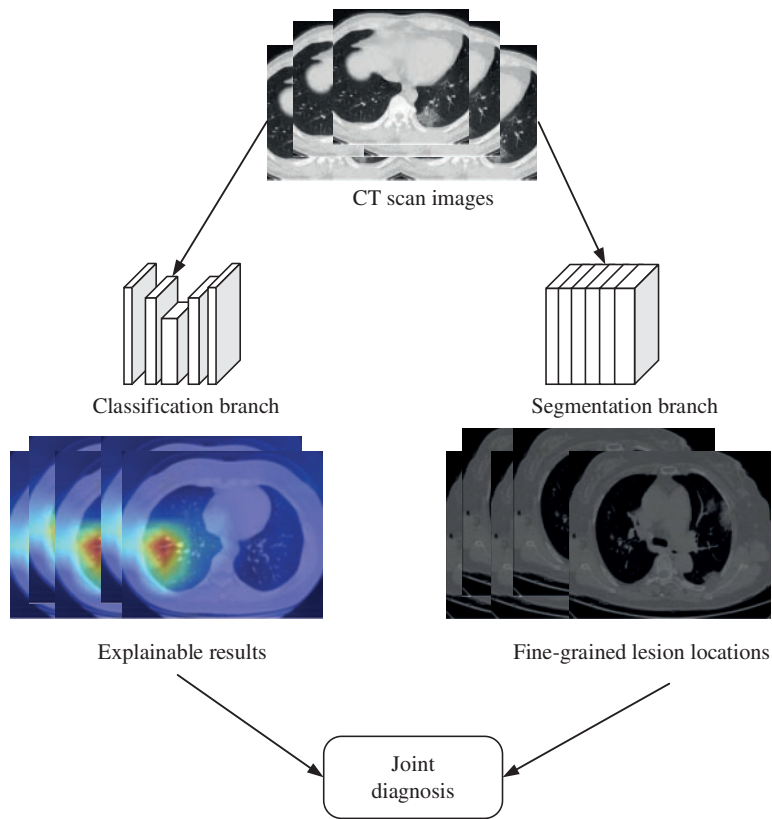 CT scan images
Classification branch
Segmentation branch
Explainable results
Fine-grained lesion locations
Joint
diagnosis